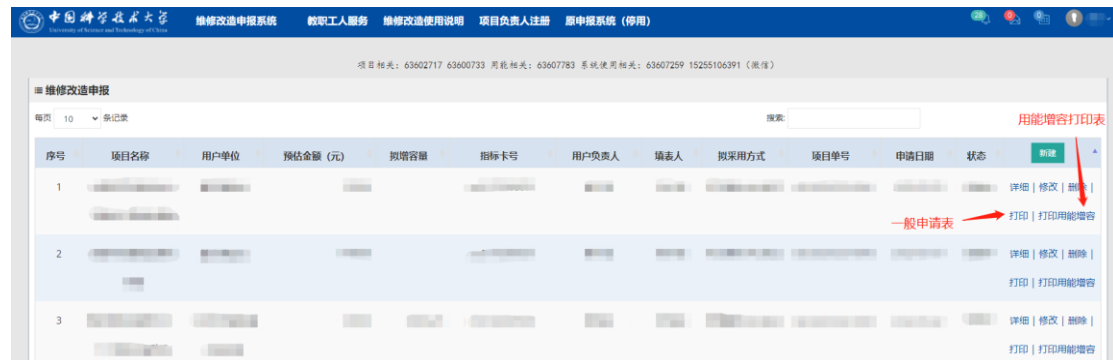 中国科学技术大学
University of Science and Technology of China
维修改造申报系统 教职工人服务 维修改造使用说明 项目负责人注册 原申报系统 (停用)
项目相关: 63602717 63600733 用能相关: 63607783 系统使用相关: 63607259 15255106391 (微信)
维修改造申报
每页 10 条记录 搜索:
用能增容打印表
序号 项目名称 用户单位 预估金额 (元) 拟增容量 指标卡号 用户负责人 填表人 拟采用方式 项目单号 申请日期 状态 新建
1 详细 | 修改 | 删除 |
打印 | 打印用能增容
一般申请表
2 详细 | 修改 | 删除 |
打印 | 打印用能增容
3 详细 | 修改 | 删除 |
打印 | 打印用能增容